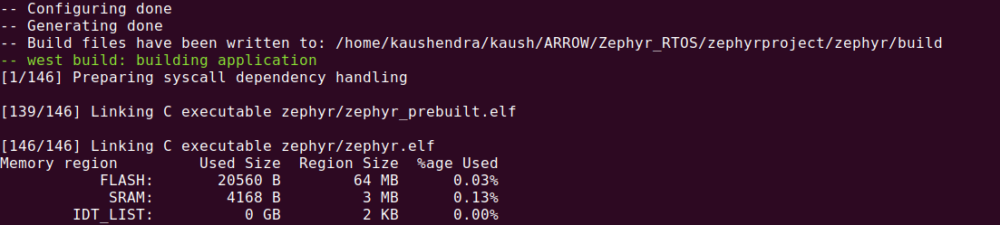 -- Configuring done
-- Generating done
-- Build files have been written to: /home/kaushendra/kaush/ARROW/Zephyr_RTOS/zephyrproject/zephyr/build
-- west build: building application
[1/146] Preparing syscall dependency handling

[139/146] Linking C executable zephyr/zephyr_prebuilt.elf

[146/146] Linking C executable zephyr/zephyr.elf
Memory region         Used Size  Region Size  %age Used
           FLASH:       20560 B        64 MB      0.03%
            SRAM:        4168 B         3 MB      0.13%
        IDT_LIST:          0 GB         2 KB      0.00%